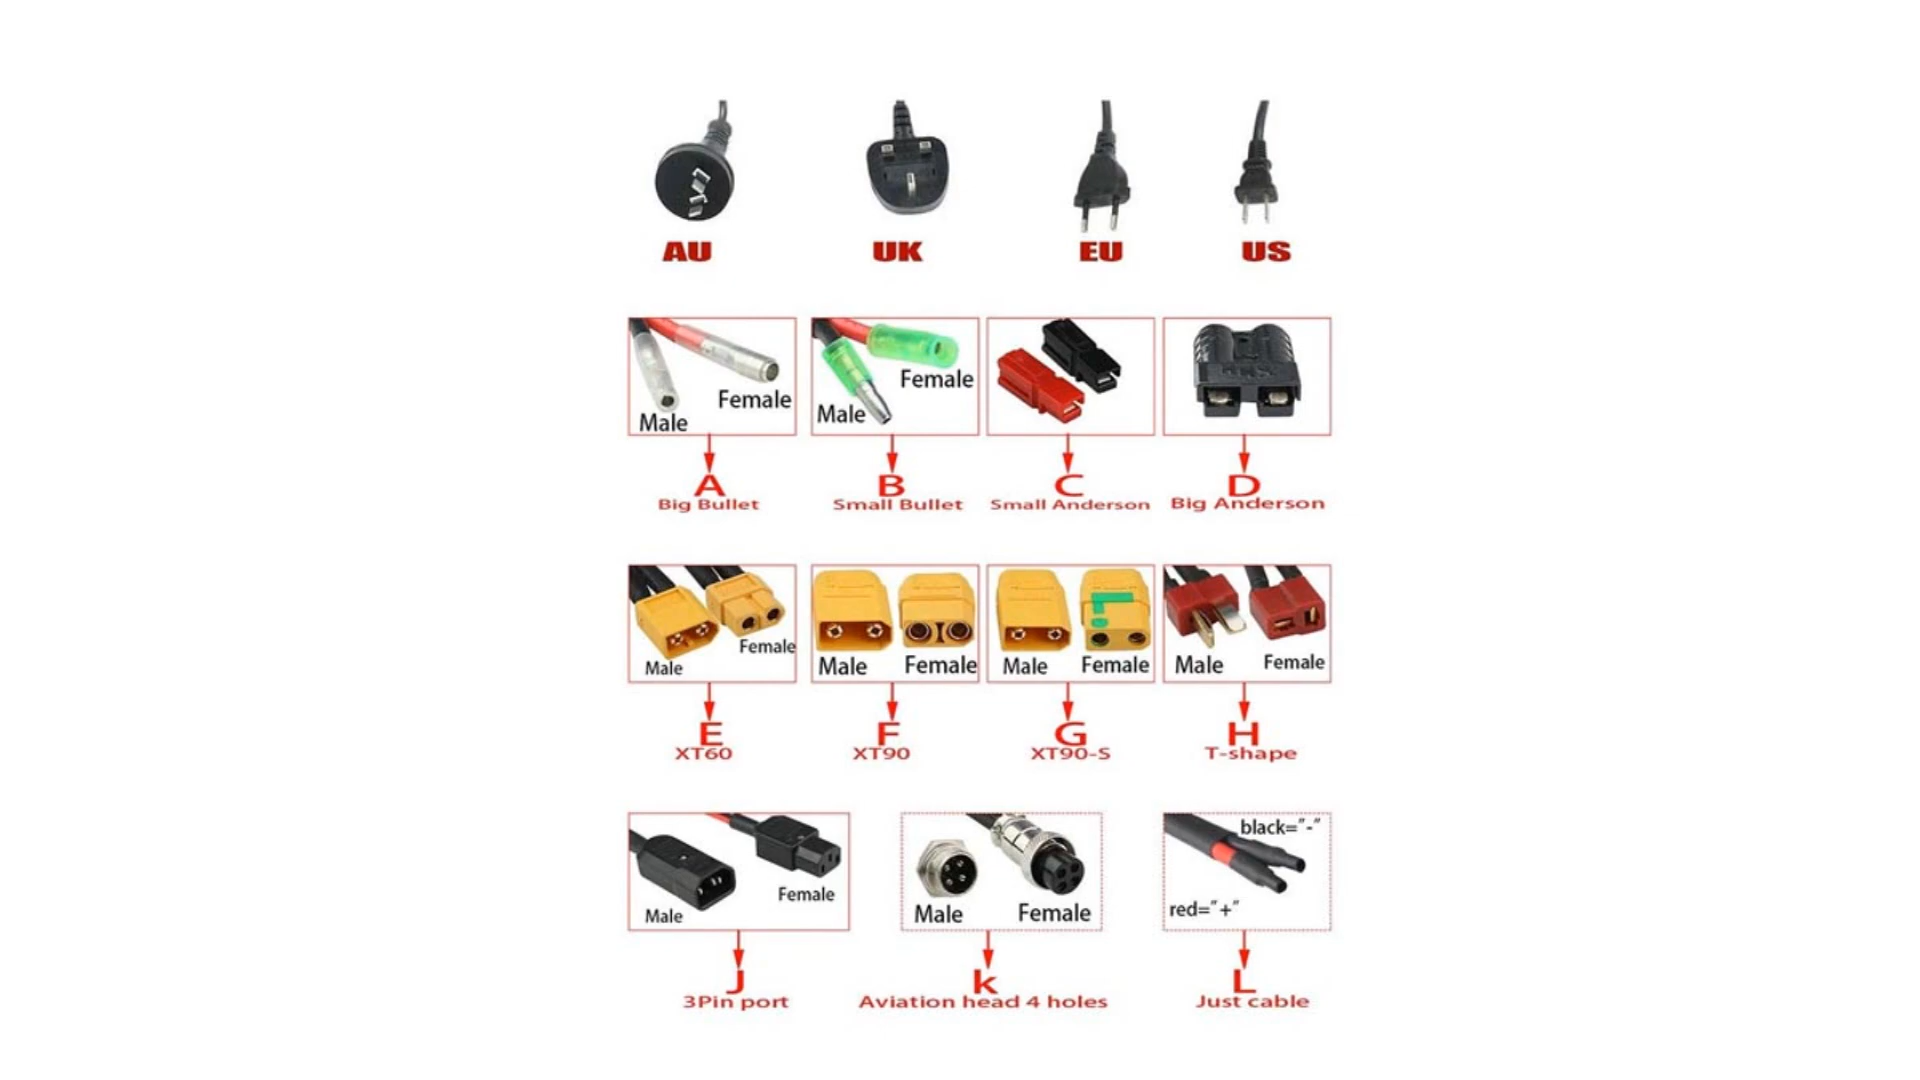 AU
UK
EU
US
Male
Female
Male
Female
A
Big Bullet
B
Small Bullet
C
Small Anderson
D
Big Anderson
Male
Female
Male
Female
Male
Female
Male
Female
E
XT60
F
XT90
G
XT90-S
H
T-shape
Male
Female
Male
Female
black="-"
red="+"
J
3Pin port
k
Aviation head 4 holes
L
Just cable